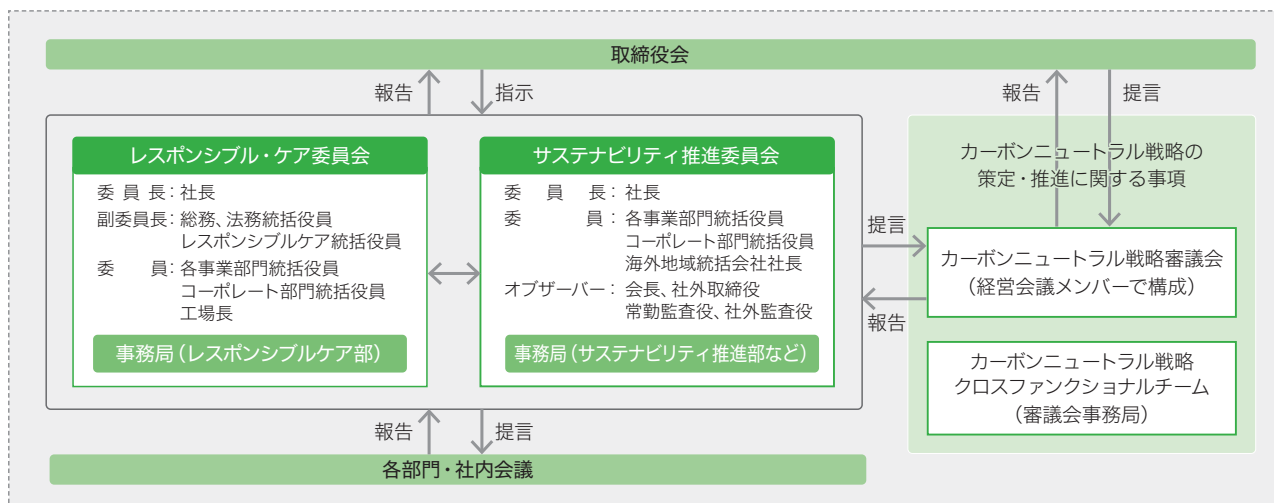 取締役会
報告
指示
報告
提言
レスポンシブル・ケア委員会
委員長：社長
副委員長：総務、法務統括役員
レスポンシブルケア統括役員
委員：各事業部門統括役員
コーポレート部門統括役員
工場長
事務局（レスポンシブルケア部）
サステナビリティ推進委員会
委員長：社長
委員：各事業部門統括役員
コーポレート部門統括役員
海外地域統括会社社長
オブザーバー：会長、社外取締役
常勤監査役、社外監査役
事務局（サステナビリティ推進部など）
提言
報告
カーボンニュートラル戦略の
策定・推進に関する事項
カーボンニュートラル戦略審議会
（経営会議メンバーで構成）
カーボンニュートラル戦略
クロスファンクショナルチーム
（審議会事務局）
報告
提言
各部門・社内会議